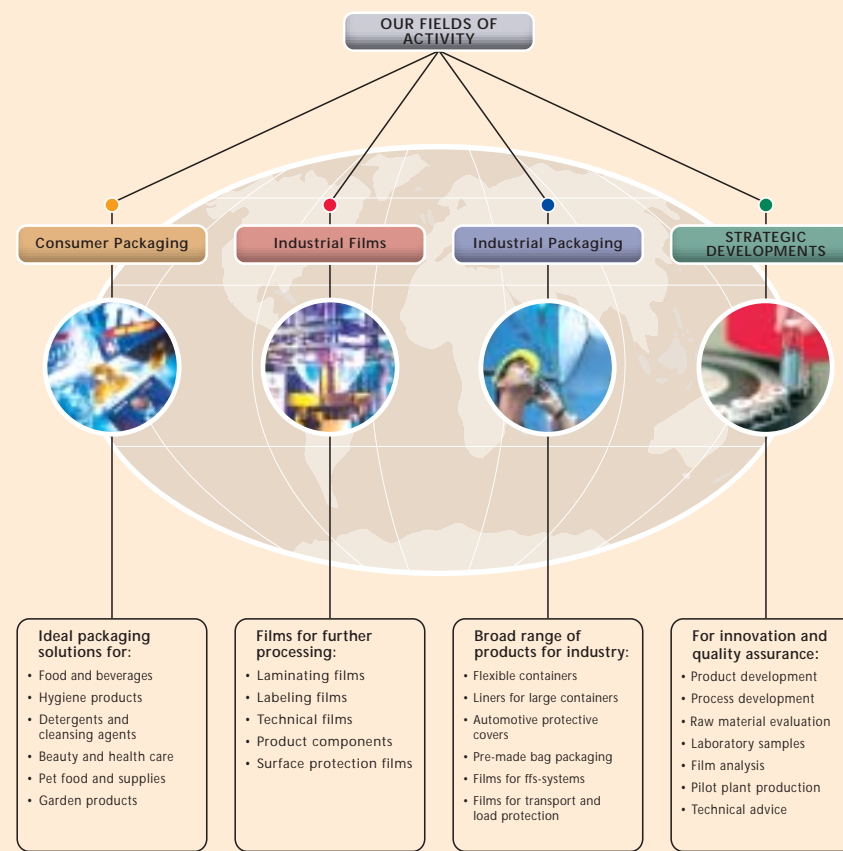 OUR FIELDS OF
ACTIVITY
Consumer Packaging
Industrial Films
Industrial Packaging
STRATEGIC
DEVELOPMENTS
Ideal packaging
solutions for:
• Food and beverages
• Hygiene products
• Detergents and
cleansing agents
• Beauty and health care
• Pet food and supplies
• Garden products
Films for further
processing:
• Laminating films
• Labeling films
• Technical films
• Product components
• Surface protection films
Broad range of
products for industry:
• Flexible containers
• Liners for large containers
• Automotive protective
covers
• Pre-made bag packaging
• Films for ffs-systems
• Films for transport and
load protection
For innovation and
quality assurance:
• Product development
• Process development
• Raw material evaluation
• Laboratory samples
• Film analysis
• Pilot plant production
• Technical advice